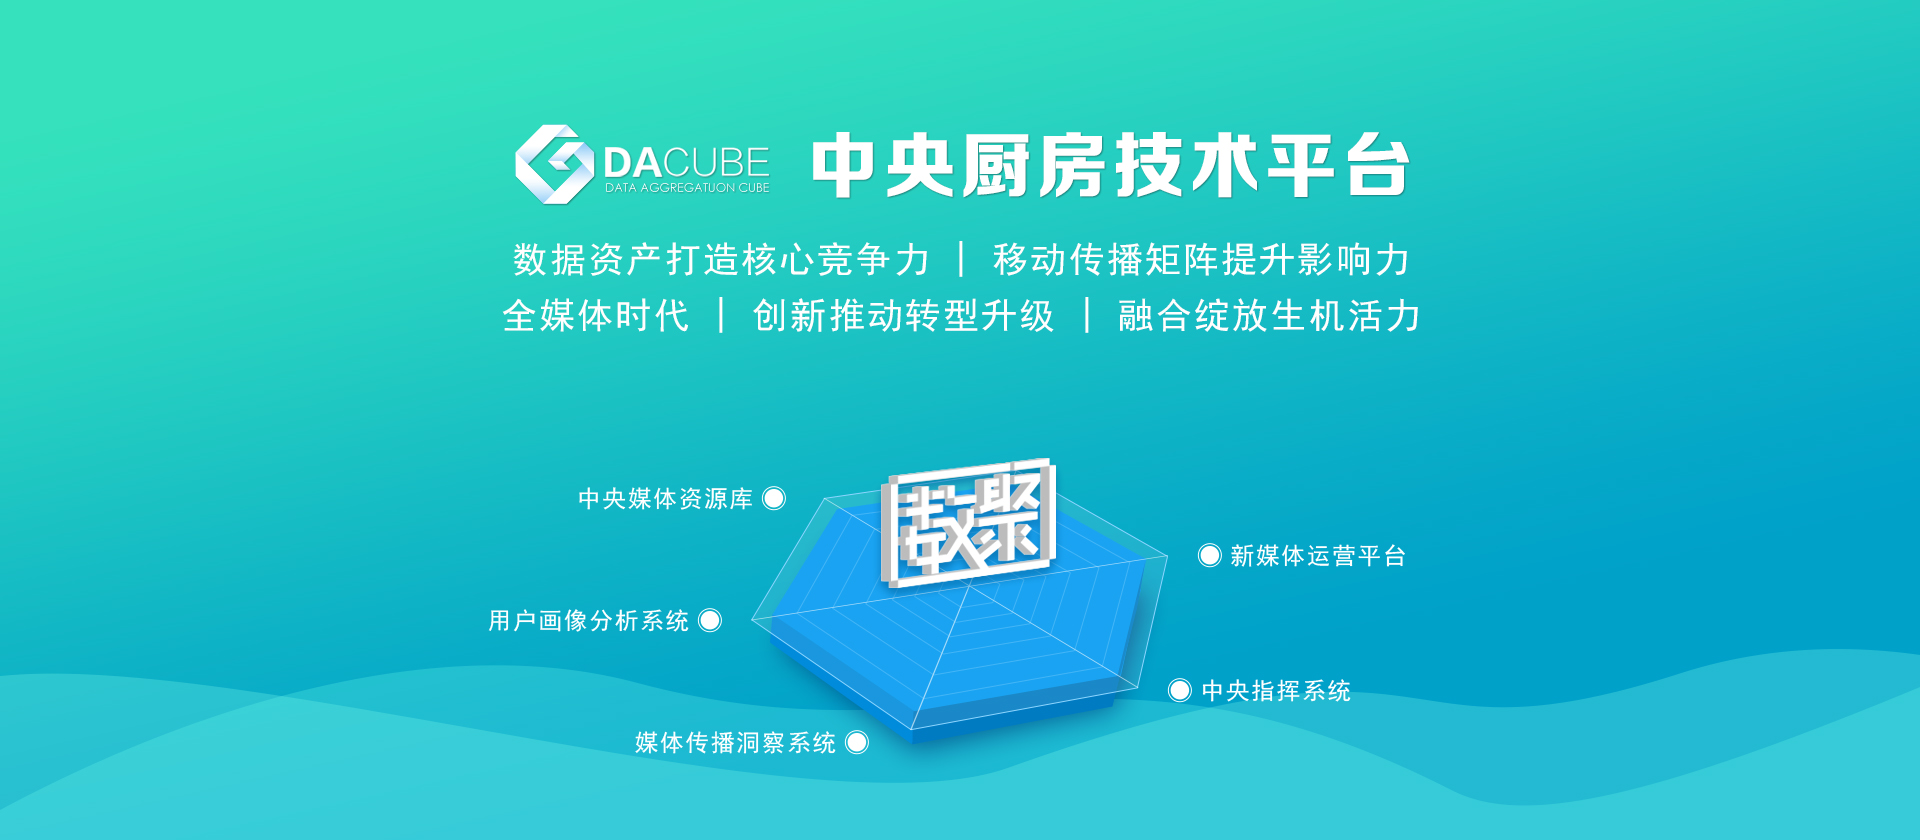 DACUBE 中央厨房技术平台
DATA AGGREGATUON CUBE
数据资产打造核心竞争力 | 移动传播矩阵提升影响力
全媒体时代 | 创新推动转型升级 | 融合绽放生机活力
中央媒体资源库
新媒体运营平台
用户画像分析系统
中央指挥系统
媒体传播洞察系统